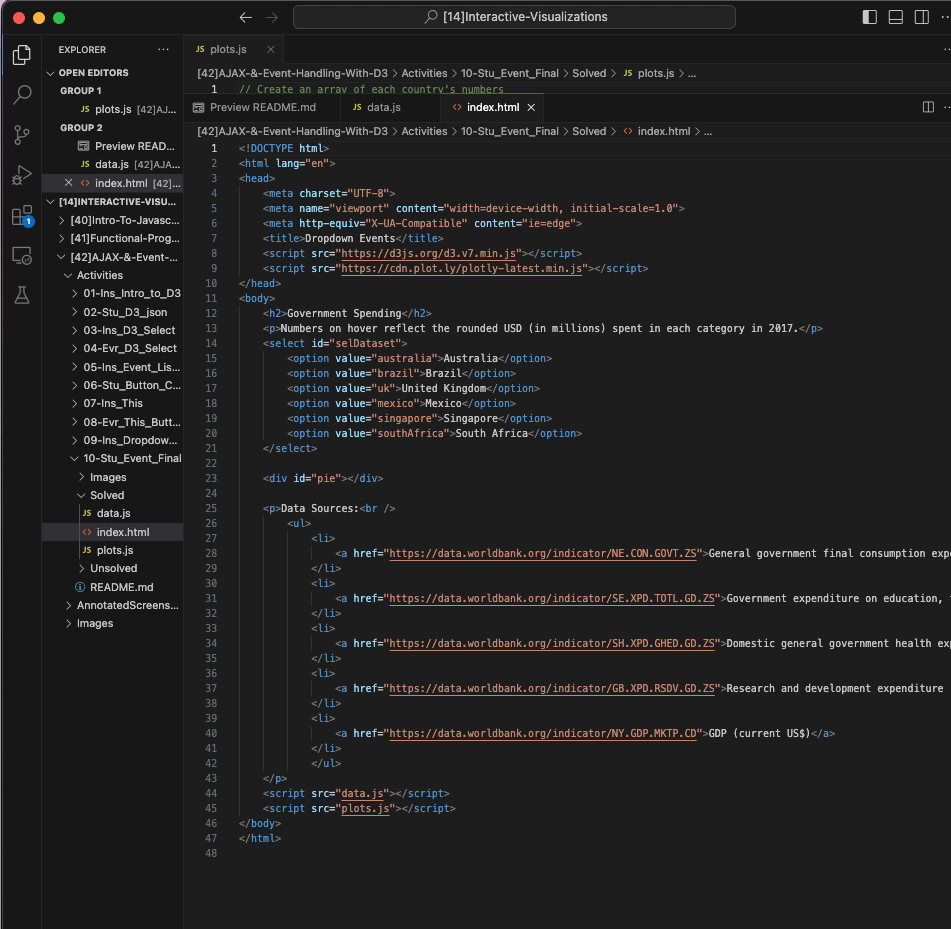 [14]Interactive-Visualizations
EXPLORER
OPEN EDITORS
GROUP 1
JS plots.js [42]AJ...
GROUP 2
Preview READ...
JS data.js [42]AJA...
<> index.html [42]...
[14]INTERACTIVE-VISU...
[40]Intro-To-Javasc...
[41]Functional-Prog...
[42]AJAX-&-Event-...
Activities
01-Ins_Intro_to_D3
02-Stu_D3_json
03-Ins_D3_Select
04-Evr_D3_Select
05-Ins_Event_Lis...
06-Stu_Button_C...
07-Ins_This
08-Evr_This_Butt...
09-Ins_Dropdow...
10-Stu_Event_Final
Images
Solved
JS data.js
<> index.html
JS plots.js
Unsolved
README.md
AnnotatedScreens...
Images
1
JS plots.js
[42]AJAX-&-Event-Handling-With-D3 > Activities > 10-Stu_Event_Final > Solved > JS plots.js > ...
1 // Create an array of each country's numbers
Preview README.md JS data.js <> index.html
[42]AJAX-&-Event-Handling-With-D3 > Activities > 10-Stu_Event_Final > Solved > <> index.html > ...
1 <!DOCTYPE html>
2 <html lang="en">
3 <head>
4 <meta charset="UTF-8">
5 <meta name="viewport" content="width=device-width, initial-scale=1.0">
6 <meta http-equiv="X-UA-Compatible" content="ie=edge">
7 <title>Dropdown Events</title>
8 <script src="https://d3js.org/d3.v7.min.js"></script>
9 <script src="https://cdn.plot.ly/plotly-latest.min.js"></script>
10 </head>
11 <body>
12 <h2>Government Spending</h2>
13 <p>Numbers on hover reflect the rounded USD (in millions) spent in each category in 2017.</p>
14 <select id="selDataset">
15 <option value="australia">Australia</option>
16 <option value="brazil">Brazil</option>
17 <option value="uk">United Kingdom</option>
18 <option value="mexico">Mexico</option>
19 <option value="singapore">Singapore</option>
20 <option value="southAfrica">South Africa</option>
21 </select>
22
23 <div id="pie"></div>
24
25 <p>Data Sources:<br />
26 <ul>
27 <li>
28 <a href="https://data.worldbank.org/indicator/NE.CON.GOVT.ZS">General government final consumption exp
29 </li>
30 <li>
31 <a href="https://data.worldbank.org/indicator/SE.XPD.TOTL.GD.ZS">Government expenditure on education,
32 </li>
33 <li>
34 <a href="https://data.worldbank.org/indicator/SH.XPD.GHED.GD.ZS">Domestic general government health ex
35 </li>
36 <li>
37 <a href="https://data.worldbank.org/indicator/GB.XPD.RSDV.GD.ZS">Research and development expenditure
38 </li>
39 <li>
40 <a href="https://data.worldbank.org/indicator/NY.GDP.MKTP.CD">GDP (current US$)</a>
41 </li>
42 </ul>
43 </p>
44 <script src="data.js"></script>
45 <script src="plots.js"></script>
46 </body>
47 </html>
48